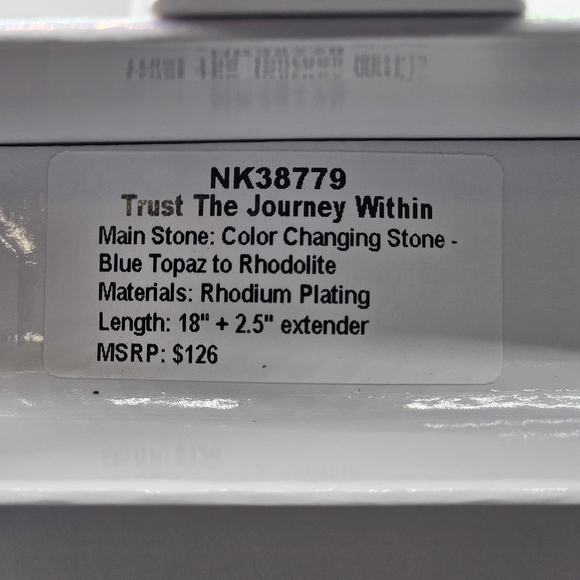 NK38779
Trust The Journey Within
Main Stone: Color Changing Stone -
Blue Topaz to Rhodolite
Materials: Rhodium Plating
Length: 18" + 2.5" extender
MSRP: $126